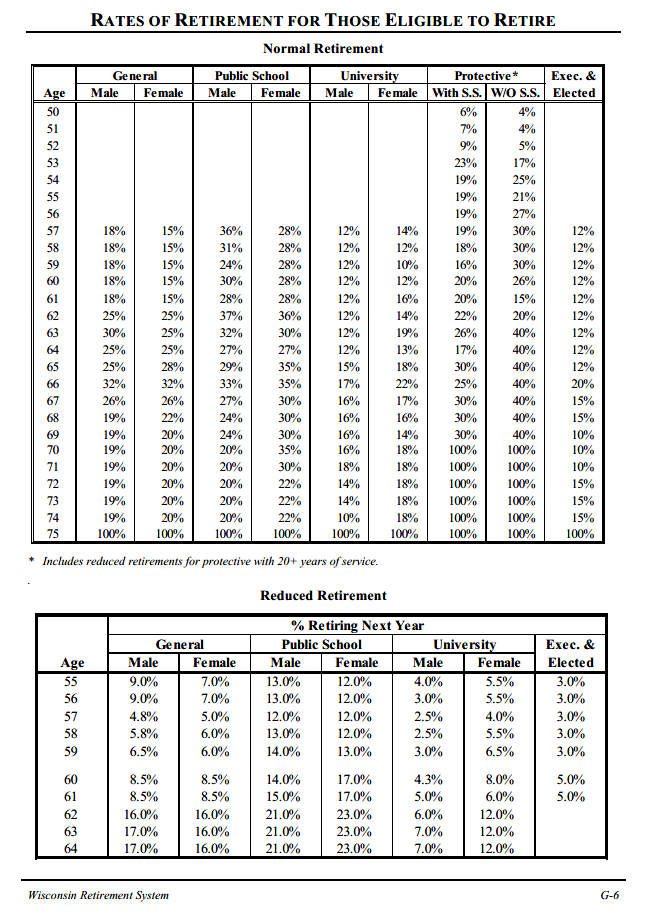 RATES OF RETIREMENT FOR THOSE ELIGIBLE TO RETIRE
Normal Retirement
General Public School University Protective* Exec. &
Age Male Female Male Female Male Female With S.S. W/O S.S. Elected
50 6% 4%
51 7% 4%
52 9% 5%
53 23% 17%
54 19% 25%
55 19% 21%
56 19% 27%
57 18% 15% 36% 28% 12% 14% 19% 30% 12%
58 18% 15% 31% 28% 12% 12% 18% 30% 12%
59 18% 15% 24% 28% 12% 10% 16% 30% 12%
60 18% 15% 30% 28% 12% 12% 20% 26% 12%
61 18% 15% 28% 28% 12% 16% 20% 15% 12%
62 25% 25% 37% 36% 12% 14% 22% 20% 12%
63 30% 25% 32% 30% 12% 19% 26% 40% 12%
64 25% 25% 27% 27% 12% 13% 17% 40% 12%
65 25% 28% 29% 35% 15% 18% 30% 40% 12%
66 32% 32% 33% 35% 17% 22% 25% 40% 20%
67 26% 26% 27% 30% 16% 17% 30% 40% 15%
68 19% 22% 24% 30% 16% 16% 30% 40% 15%
69 19% 20% 24% 30% 16% 14% 30% 40% 10%
70 19% 20% 20% 35% 16% 18% 100% 100% 10%
71 19% 20% 20% 30% 18% 18% 100% 100% 10%
72 19% 20% 20% 22% 14% 18% 100% 100% 15%
73 19% 20% 20% 22% 14% 18% 100% 100% 15%
74 19% 20% 20% 22% 10% 18% 100% 100% 15%
75 100% 100% 100% 100% 100% 100% 100% 100% 100%
* Includes reduced retirements for protective with 20+ years of service.
.
Reduced Retirement
% Retiring Next Year
General Public School University Exec. &
Age Male Female Male Female Male Female Elected
55 9.0% 7.0% 13.0% 12.0% 4.0% 5.5% 3.0%
56 9.0% 7.0% 13.0% 12.0% 3.0% 5.5% 3.0%
57 4.8% 5.0% 12.0% 12.0% 2.5% 4.0% 3.0%
58 5.8% 6.0% 13.0% 12.0% 2.5% 5.5% 3.0%
59 6.5% 6.0% 14.0% 13.0% 3.0% 6.5% 3.0%
60 8.5% 8.5% 14.0% 17.0% 4.3% 8.0% 5.0%
61 8.5% 8.5% 15.0% 17.0% 5.0% 6.0% 5.0%
62 16.0% 16.0% 21.0% 23.0% 6.0% 12.0%
63 17.0% 16.0% 21.0% 23.0% 7.0% 12.0%
64 17.0% 16.0% 21.0% 23.0% 7.0% 12.0%
Wisconsin Retirement System G-6